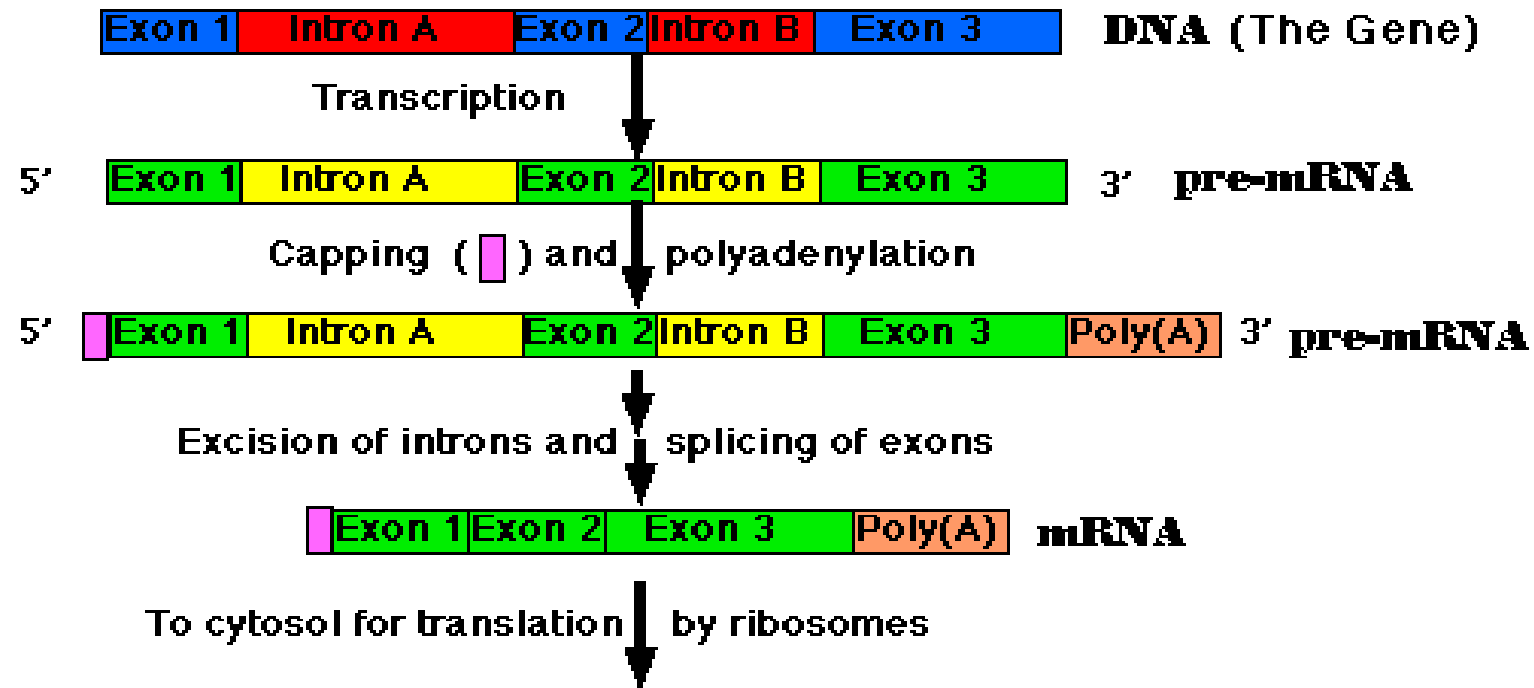 Exon 1 Intron A Exon 2 Intron B Exon 3 DNA (The Gene)
Transcription
5' Exon 1 Intron A Exon 2 Intron B Exon 3 3' pre-mRNA
Capping ( ) and polyadenylation
5' Exon 1 Intron A Exon 2 Intron B Exon 3 Poly(A) 3' pre-mRNA
Excision of introns and splicing of exons
Exon 1 Exon 2 Exon 3 Poly(A) mRNA
To cytosol for translation by ribosomes